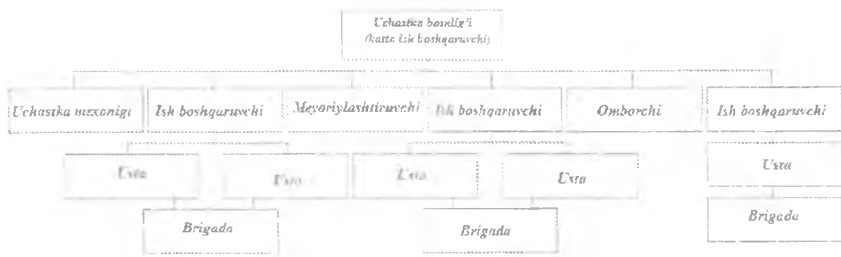 Uchastka boshlig'i
(katta ish boshqaruvchi)
Uchastka mexanigi
Ish boshqaruvchi
Meyoriylashtiruvchi
Ish boshqaruvchi
Omborchi
Ish boshqaruvchi
Usta
Usta
Usta
Usta
Usta
Brigada
Brigada
Brigada